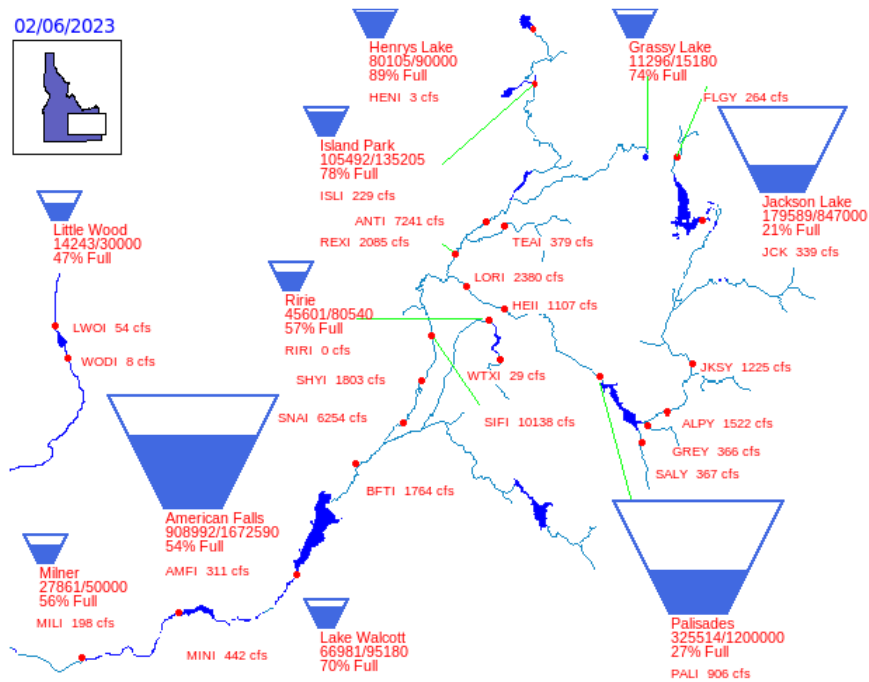 02/06/2023
Henrys Lake
80105/90000
89% Full
HENI 3 cfs
Grassy Lake
11296/15180
74% Full
FLGY 264 cfs
Island Park
105492/135205
78% Full
ISLI 229 cfs
Jackson Lake
179589/847000
21% Full
JCK 339 cfs
Little Wood
14243/30000
47% Full
ANTI 7241 cfs
REXI 2085 cfs
TEAI 379 cfs
LORI 2380 cfs
HEII 1107 cfs
Ririe
45601/80540
57% Full
RIRI 0 cfs
LWOI 54 cfs
WODI 8 cfs
SHYI 1803 cfs
WTXI 29 cfs
JKSY 1225 cfs
SNAI 6254 cfs
SIFI 10138 cfs
ALPY 1522 cfs
GREY 366 cfs
SALY 367 cfs
BFTI 1764 cfs
American Falls
908992/1672590
54% Full
AMFI 311 cfs
Milner
27861/50000
56% Full
MILI 198 cfs
MINI 442 cfs
Lake Walcott
66981/95180
70% Full
Palisades
325514/1200000
27% Full
PALI 906 cfs